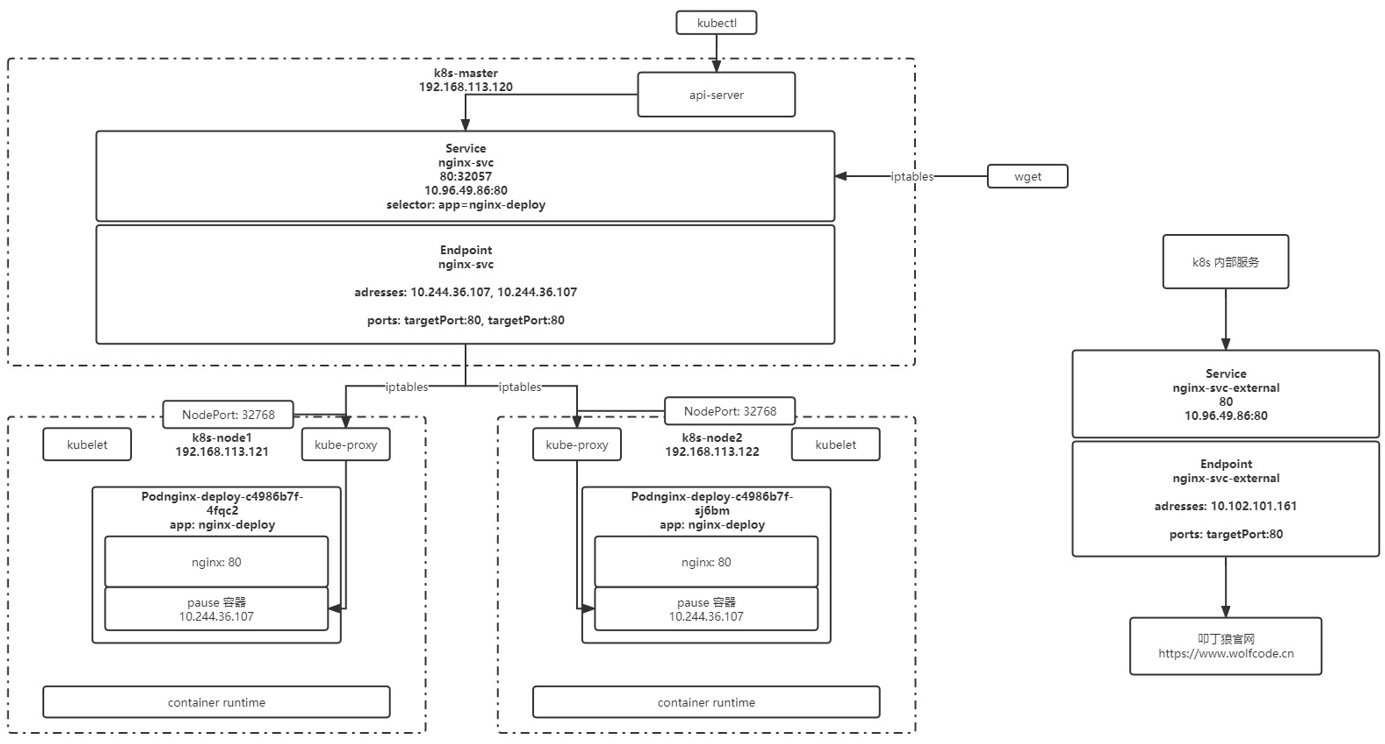 kubectl
k8s-master
192.168.113.120
api-server
Service
nginx-svc
80:32057
10.96.49.86:80
selector: app=nginx-deploy
iptables
wget
Endpoint
nginx-svc
adresses: 10.244.36.107, 10.244.36.107
ports: targetPort:80, targetPort:80
iptables
iptables
NodePort: 32768
kubelet
k8s-node1
192.168.113.121
kube-proxy
Podnginx-deploy-c4986b7f-
4fqc2
app: nginx-deploy
nginx: 80
pause 容器
10.244.36.107
container runtime
NodePort: 32768
kube-proxy
k8s-node2
192.168.113.122
kubelet
Podnginx-deploy-c4986b7f-
sj6bm
app: nginx-deploy
nginx: 80
pause 容器
10.244.36.107
container runtime
k8s 内部服务
Service
nginx-svc-external
80
10.96.49.86:80
Endpoint
nginx-svc-external
adresses: 10.102.101.161
ports: targetPort:80
叩丁狼官网
https://www.wolfcode.cn